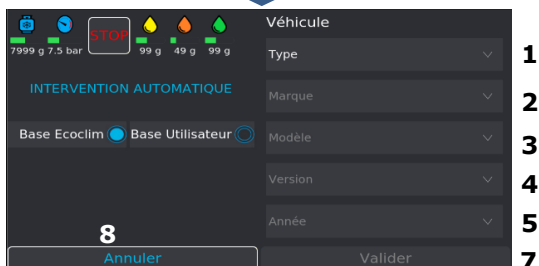 STOP
7999 g 7.5 bar 99 g 49 g 99 g
INTERVENTION AUTOMATIQUE
Base Ecoclim Base Utilisateur
8
Annuler
Véhicule
Type 1
Marque 2
Modèle 3
Version 4
Année 5
Valider 7